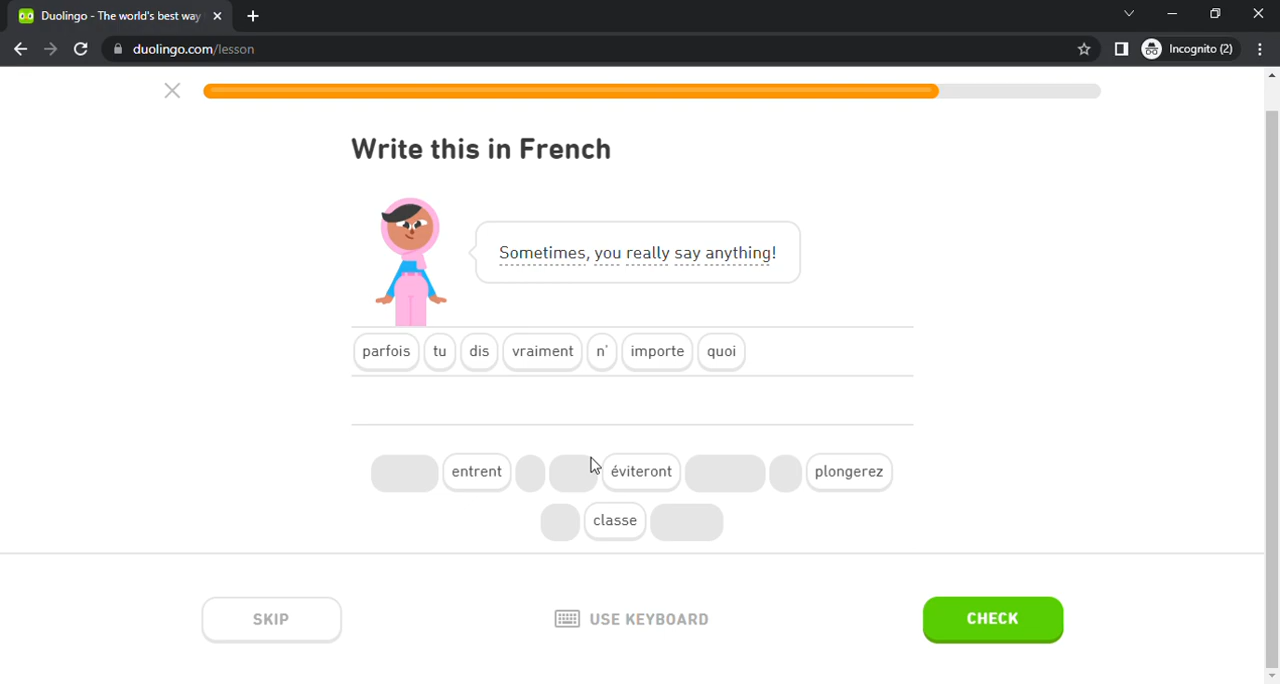 Duolingo - The world's best way
duolingo.com/lesson
Incognito (2)
Write this in French
Sometimes, you really say anything!
parfois tu dis vraiment n' importe quoi
entrent éviteront plongerez
classe
SKIP USE KEYBOARD CHECK